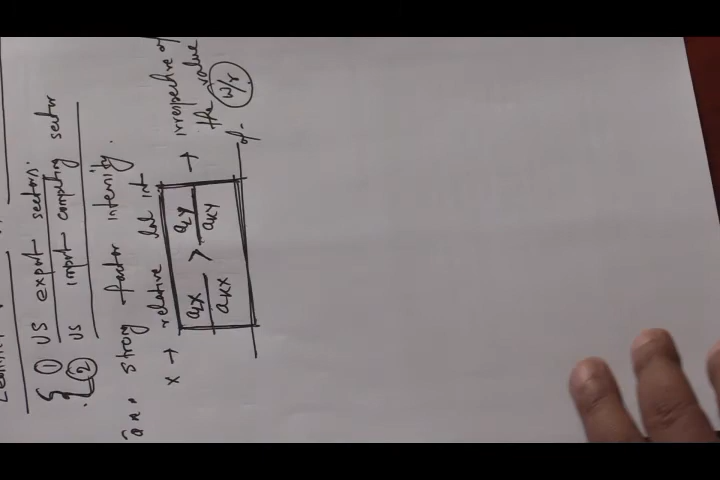 ① US export sectors.
② US import competing sector
strong factor intensity.
x → relative lab int
aLX/aKX > aLY/aKY → irrespective of
the value
of w/r